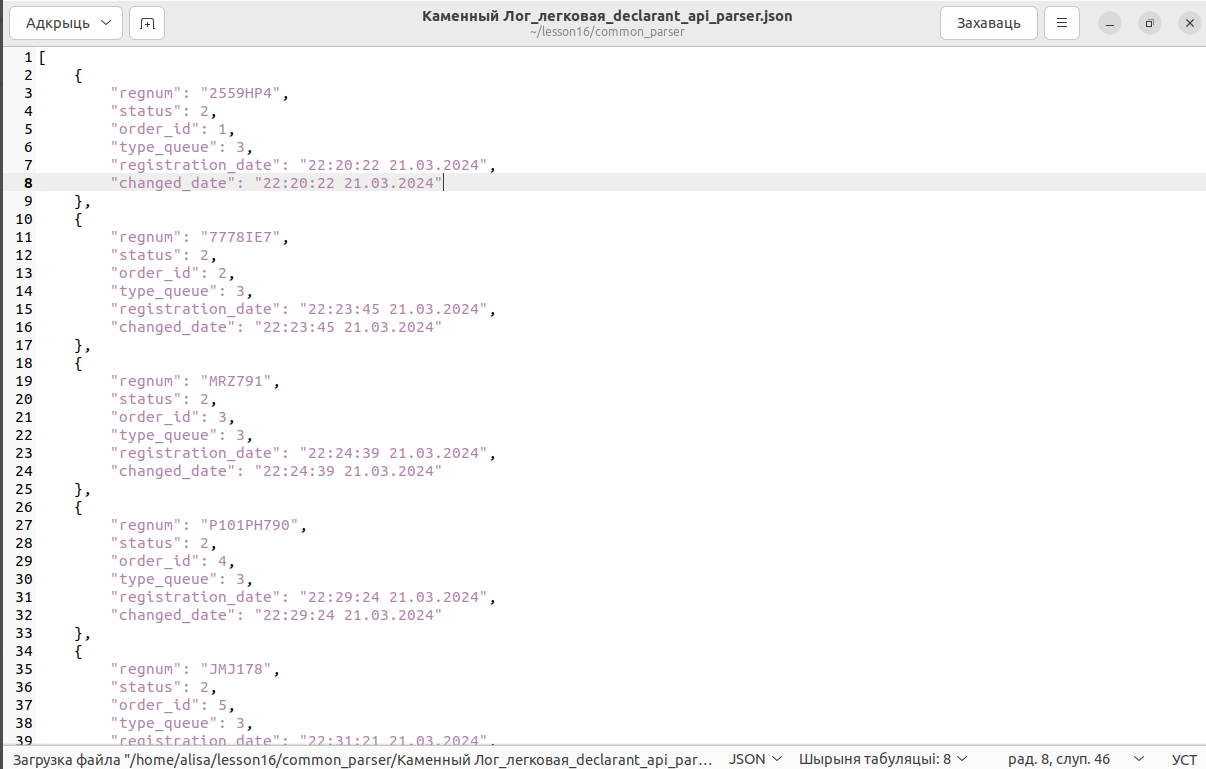 Адкрыць
Каменный Лог_легковая_declarant_api_parser.json
~/lesson16/common_parser
Захаваць
1 [
2 {
3 "regnum": "2559HP4",
4 "status": 2,
5 "order_id": 1,
6 "type_queue": 3,
7 "registration_date": "22:20:22 21.03.2024",
8 "changed_date": "22:20:22 21.03.2024"
9 },
10 {
11 "regnum": "7778IE7",
12 "status": 2,
13 "order_id": 2,
14 "type_queue": 3,
15 "registration_date": "22:23:45 21.03.2024",
16 "changed_date": "22:23:45 21.03.2024"
17 },
18 {
19 "regnum": "MRZ791",
20 "status": 2,
21 "order_id": 3,
22 "type_queue": 3,
23 "registration_date": "22:24:39 21.03.2024",
24 "changed_date": "22:24:39 21.03.2024"
25 },
26 {
27 "regnum": "P101PH790",
28 "status": 2,
29 "order_id": 4,
30 "type_queue": 3,
31 "registration_date": "22:29:24 21.03.2024",
32 "changed_date": "22:29:24 21.03.2024"
33 },
34 {
35 "regnum": "JMJ178",
36 "status": 2,
37 "order_id": 5,
38 "type_queue": 3,
39 "registration_date": "22:31:21 21.03.2024",
Загрузка файла "/home/alisa/lesson16/common_parser/Каменный Лог_легковая_declarant_api_par… JSON Шырыня табуляцыі: 8 рад. 8, слуп. 46 УСТ